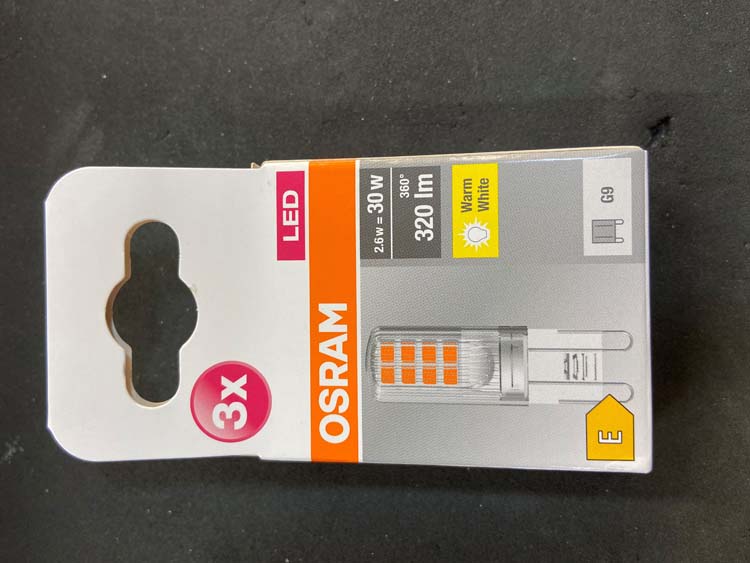 3x
LED
OSRAM
2.6 W = 30 W
360°
320 lm
Warm
White
G9
E